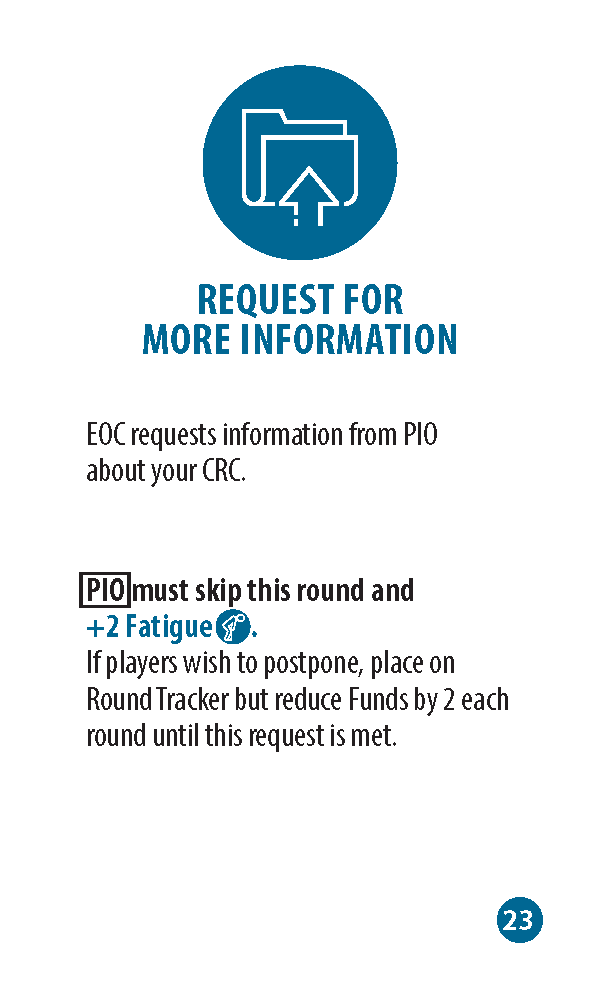 REQUEST FOR
MORE INFORMATION
EOC requests information from PIO
about your CRC.
PIO must skip this round and
+2 Fatigue .
If players wish to postpone, place on
Round Tracker but reduce Funds by 2 each
round until this request is met.
23